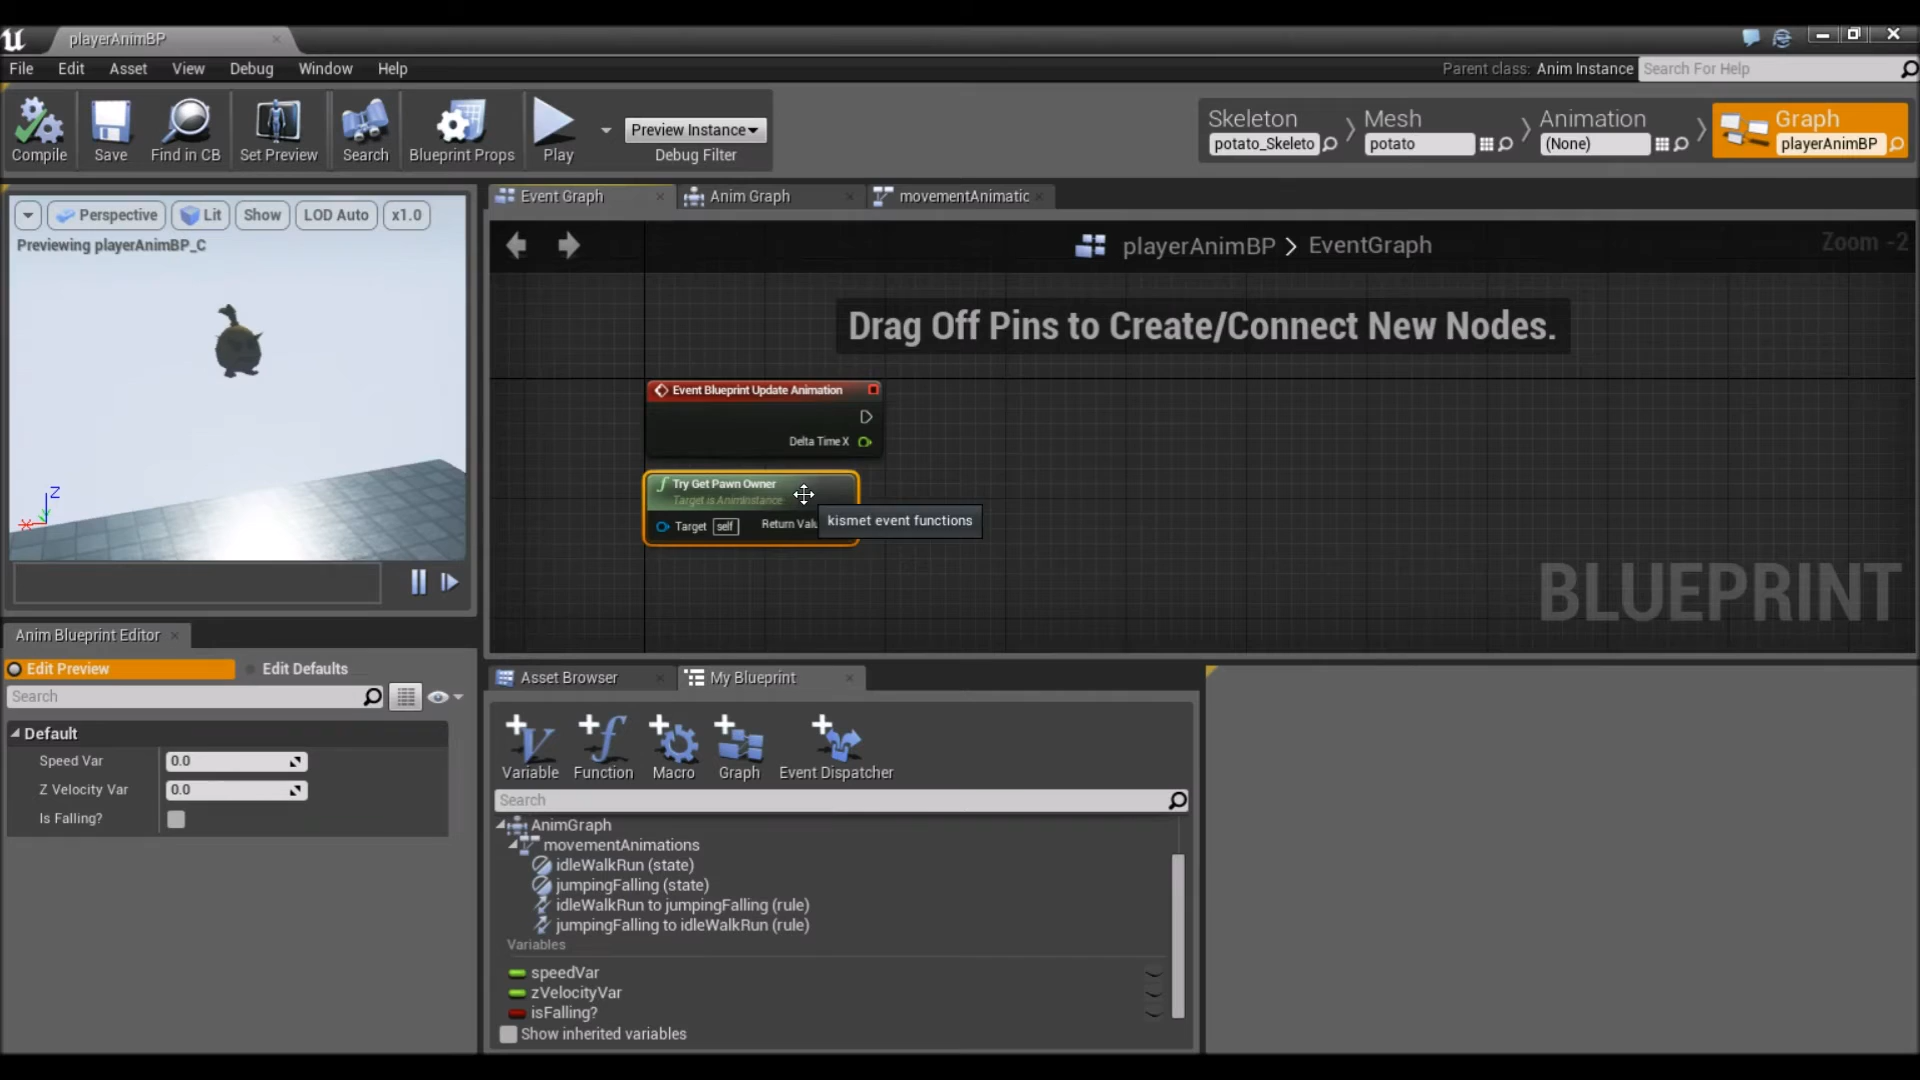 playerAnimBP
File Edit Asset View Debug Window Help
Parent class: Anim Instance Search For Help
Compile Save Find in CB Set Preview Search Blueprint Props Play
Preview Instance
Debug Filter
Skeleton
potato_Skeleto
Mesh
potato
Animation
(None)
Graph
playerAnimBP
Perspective Lit Show LOD Auto x1.0
Previewing playerAnimBP_C
Z
Event Graph Anim Graph movementAnimatic
playerAnimBP > EventGraph
Zoom -2
Drag Off Pins to Create/Connect New Nodes.
Event Blueprint Update Animation
Delta Time X
Try Get Pawn Owner
Target is AnimInstance
Target self Return Valu
kismet event functions
BLUEPRINT
Anim Blueprint Editor
Edit Preview Edit Defaults
Search
Default
Speed Var 0.0
Z Velocity Var 0.0
Is Falling?
Asset Browser My Blueprint
Variable Function Macro Graph Event Dispatcher
Search
AnimGraph
movementAnimations
idleWalkRun (state)
jumpingFalling (state)
idleWalkRun to jumpingFalling (rule)
jumpingFalling to idleWalkRun (rule)
Variables
speedVar
zVelocityVar
isFalling?
Show inherited variables